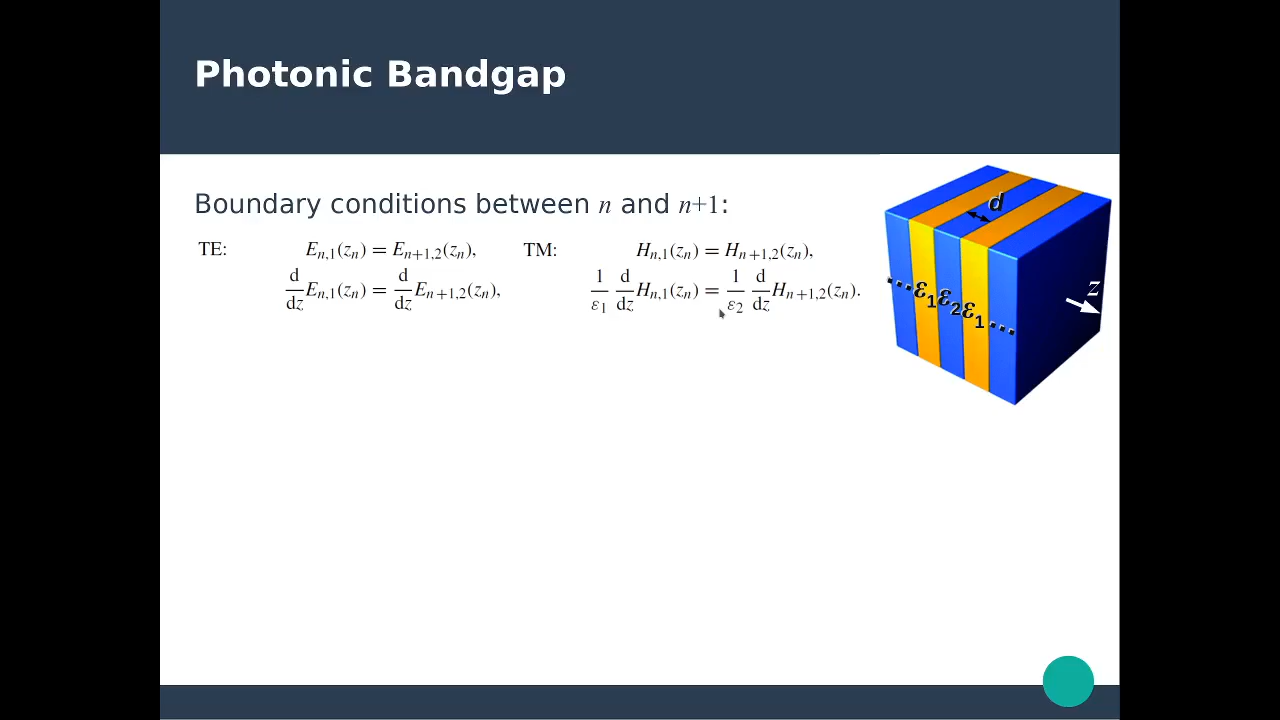 Photonic Bandgap
Boundary conditions between n and n+1:
TE: E_{n,1}(z_n) = E_{n+1,2}(z_n), TM: H_{n,1}(z_n) = H_{n+1,2}(z_n),
d/dz E_{n,1}(z_n) = d/dz E_{n+1,2}(z_n), 1/ε_1 d/dz H_{n,1}(z_n) = 1/ε_2 d/dz H_{n+1,2}(z_n).
d
...ε_1 ε_2 ε_1...
z